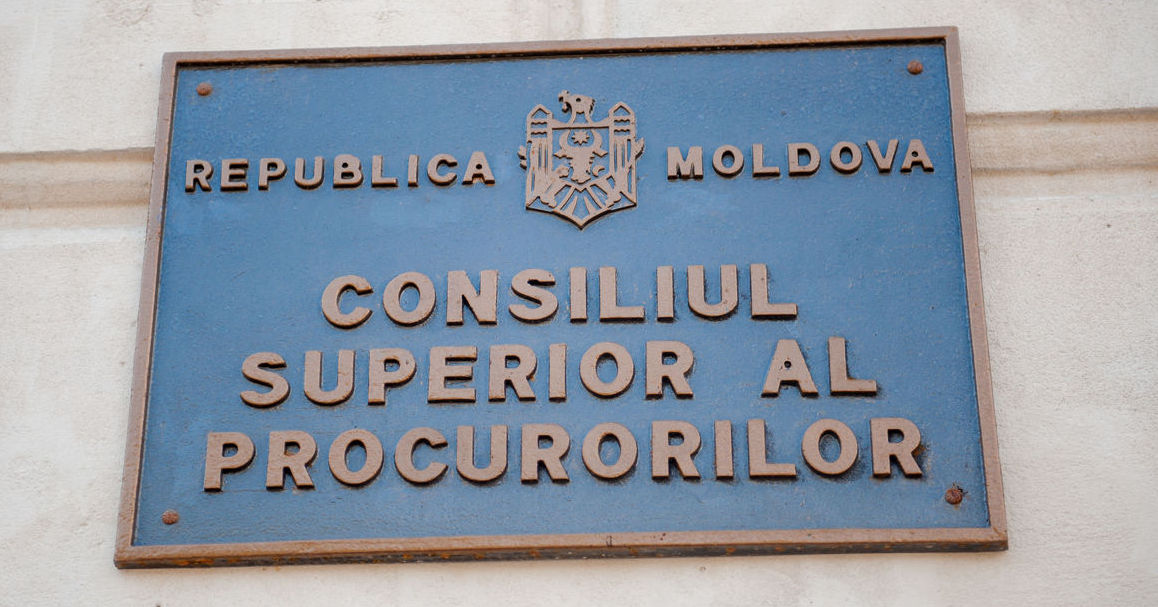 REPUBLICA MOLDOVA
CONSILIUL
SUPERIOR AL
PROCURORILOR